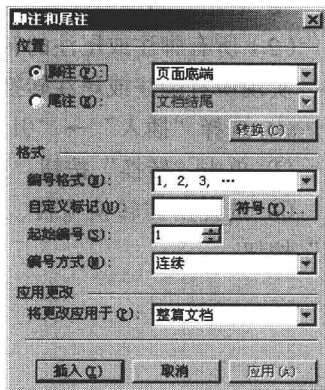 脚注和尾注
位置
脚注(F): 页面底端
尾注(E): 文档结尾
转换(C)...
格式
编号格式(N): 1, 2, 3, …
自定义标记(U): 符号(Y)...
起始编号(S): 1
编号方式(M): 连续
应用更改
将更改应用于(P): 整篇文档
插入(I) 取消 应用(A)